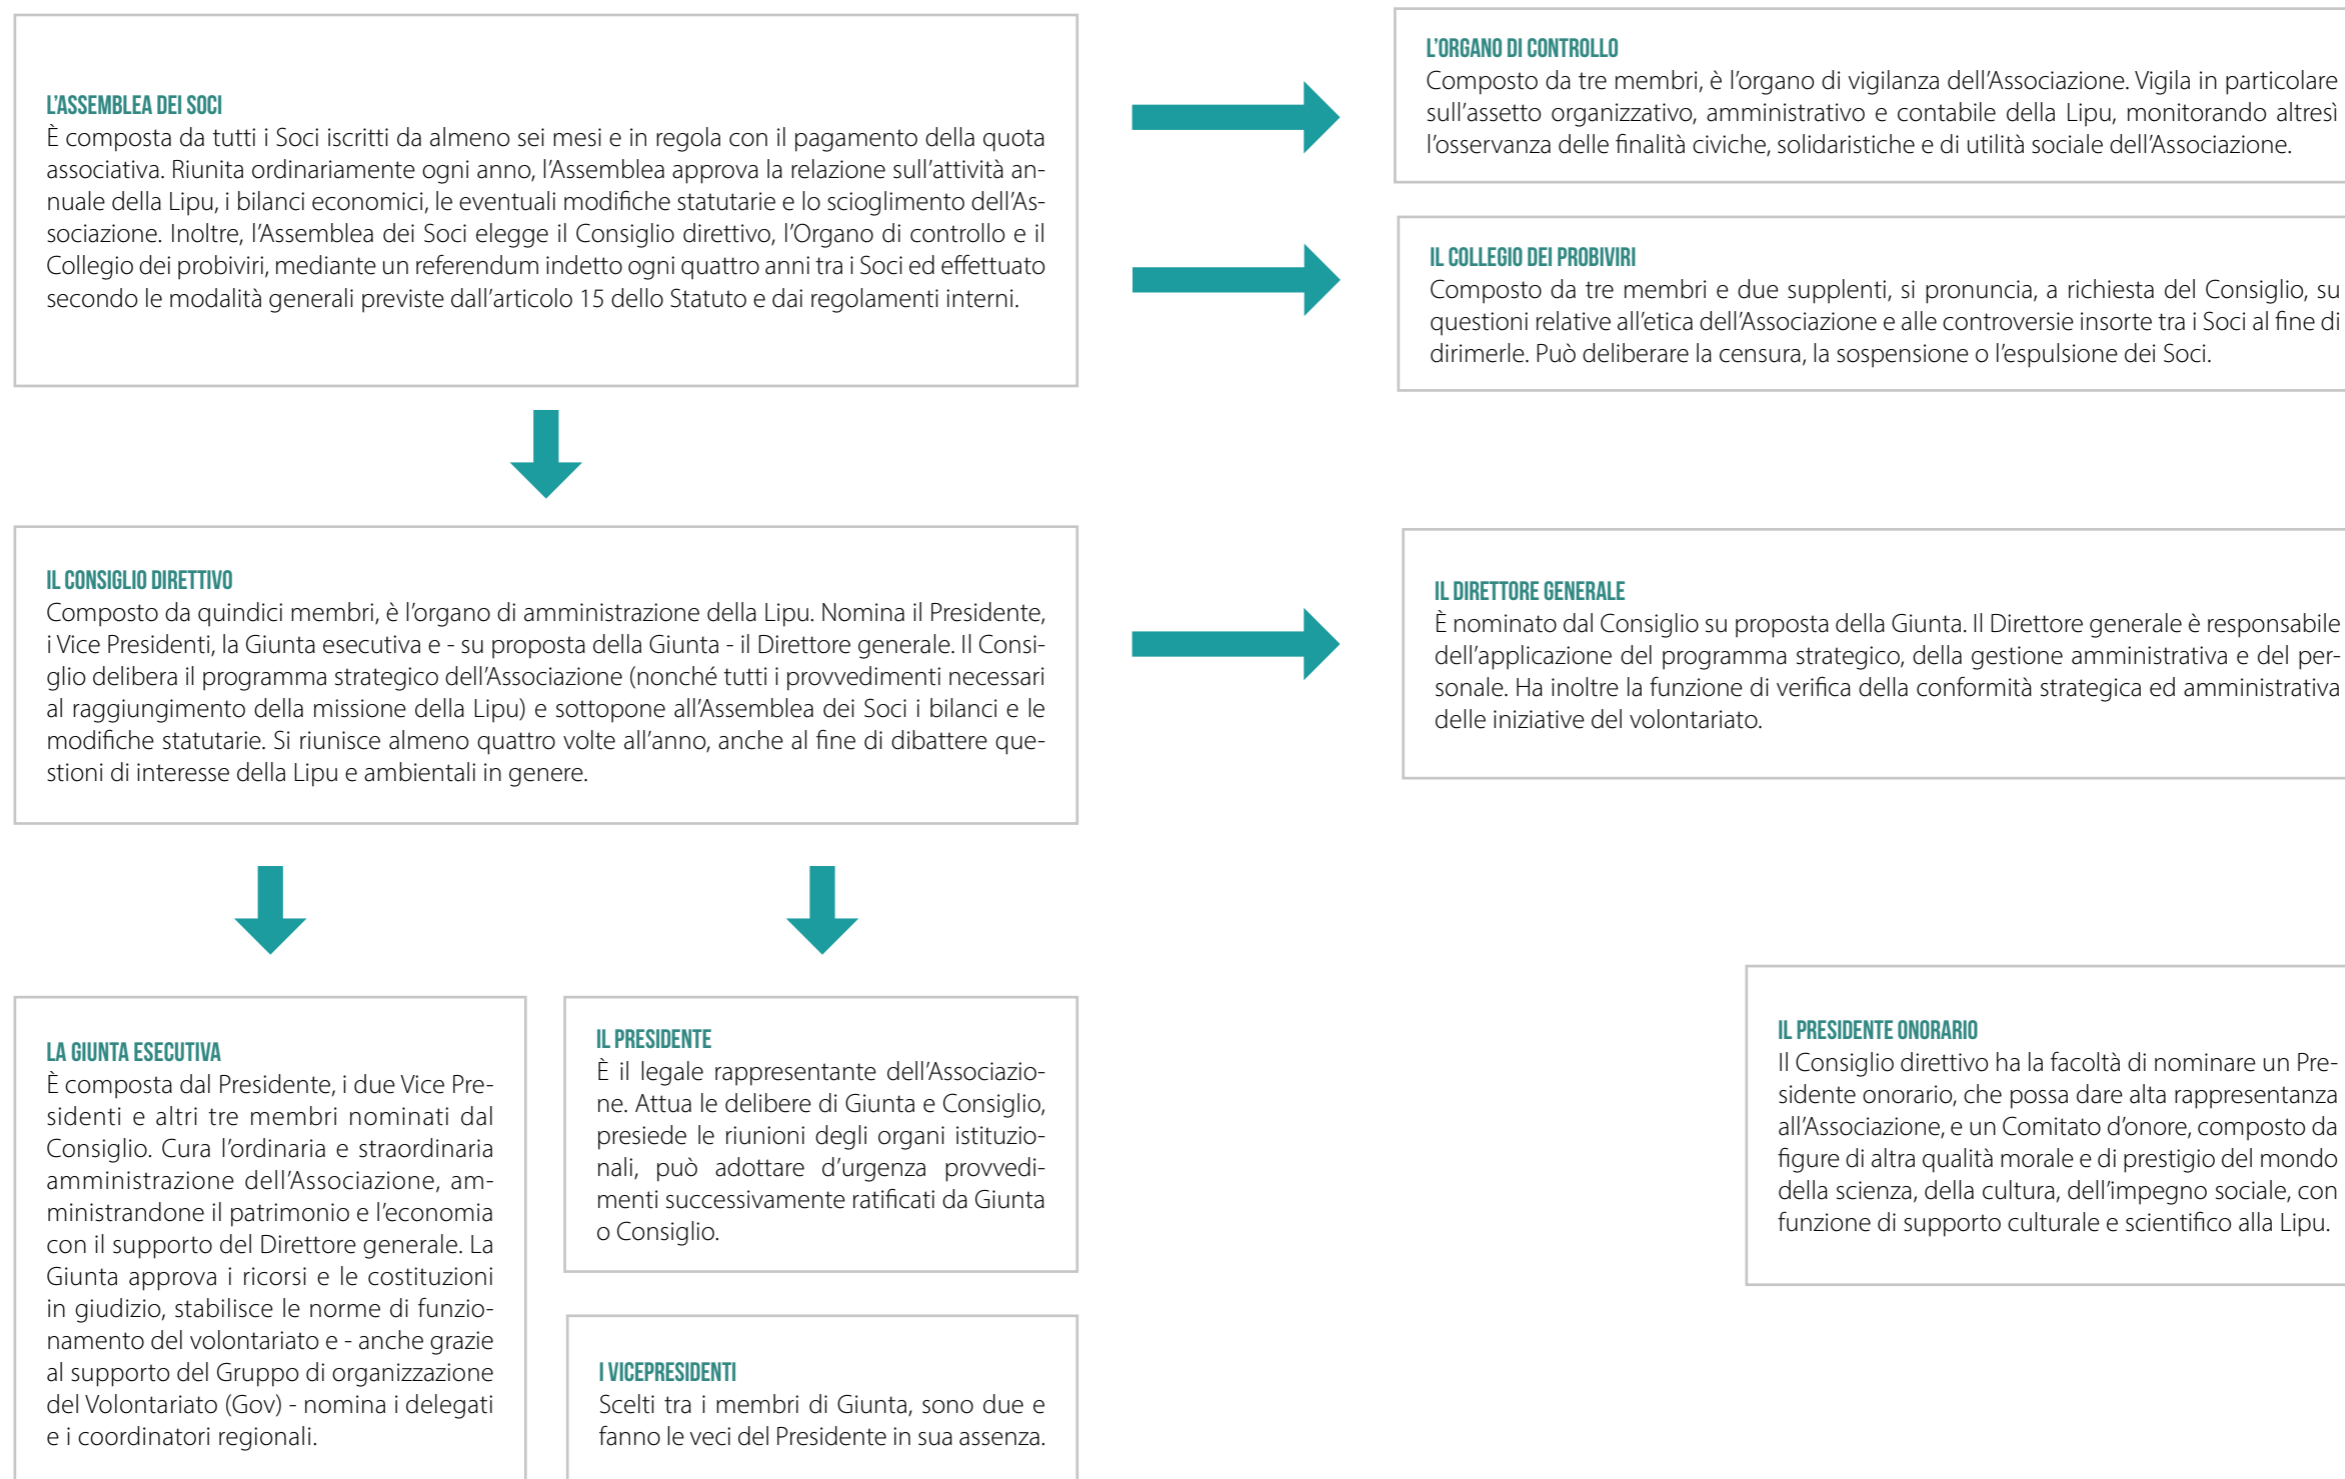 L'ASSEMBLEA DEI SOCI
È composta da tutti i Soci iscritti da almeno sei mesi e in regola con il pagamento della quota
associativa. Riunita ordinariamente ogni anno, l'Assemblea approva la relazione sull'attività an-
nuale della Lipu, i bilanci economici, le eventuali modifiche statutarie e lo scioglimento dell'As-
sociazione. Inoltre, l'Assemblea dei Soci elegge il Consiglio direttivo, l'Organo di controllo e il
Collegio dei probiviri, mediante un referendum indetto ogni quattro anni tra i Soci ed effettuato
secondo le modalità generali previste dall'articolo 15 dello Statuto e dai regolamenti interni.
L'ORGANO DI CONTROLLO
Composto da tre membri, è l'organo di vigilanza dell'Associazione. Vigila in particolare
sull'assetto organizzativo, amministrativo e contabile della Lipu, monitorando altresì
l'osservanza delle finalità civiche, solidaristiche e di utilità sociale dell'Associazione.
IL COLLEGIO DEI PROBIVIRI
Composto da tre membri e due supplenti, si pronuncia, a richiesta del Consiglio, su
questioni relative all'etica dell'Associazione e alle controversie insorte tra i Soci al fine di
dirimerle. Può deliberare la censura, la sospensione o l'espulsione dei Soci.
IL CONSIGLIO DIRETTIVO
Composto da quindici membri, è l'organo di amministrazione della Lipu. Nomina il Presidente,
i Vice Presidenti, la Giunta esecutiva e - su proposta della Giunta - il Direttore generale. Il Consi-
glio delibera il programma strategico dell'Associazione (nonché tutti i provvedimenti necessari
al raggiungimento della missione della Lipu) e sottopone all'Assemblea dei Soci i bilanci e le
modifiche statutarie. Si riunisce almeno quattro volte all'anno, anche al fine di dibattere que-
stioni di interesse della Lipu e ambientali in genere.
IL DIRETTORE GENERALE
È nominato dal Consiglio su proposta della Giunta. Il Direttore generale è responsabile
dell'applicazione del programma strategico, della gestione amministrativa e del per-
sonale. Ha inoltre la funzione di verifica della conformità strategica ed amministrativa
delle iniziative del volontariato.
LA GIUNTA ESECUTIVA
È composta dal Presidente, i due Vice Pre-
sidenti e altri tre membri nominati dal
Consiglio. Cura l'ordinaria e straordinaria
amministrazione dell'Associazione, am-
ministrandone il patrimonio e l'economia
con il supporto del Direttore generale. La
Giunta approva i ricorsi e le costituzioni
in giudizio, stabilisce le norme di funzio-
namento del volontariato e - anche grazie
al supporto del Gruppo di organizzazione
del Volontariato (Gov) - nomina i delegati
e i coordinatori regionali.
IL PRESIDENTE
È il legale rappresentante dell'Associazio-
ne. Attua le delibere di Giunta e Consiglio,
presiede le riunioni degli organi istituzio-
nali, può adottare d'urgenza provvedi-
menti successivamente ratificati da Giunta
o Consiglio.
I VICEPRESIDENTI
Scelti tra i membri di Giunta, sono due e
fanno le veci del Presidente in sua assenza.
IL PRESIDENTE ONORARIO
Il Consiglio direttivo ha la facoltà di nominare un Pre-
sidente onorario, che possa dare alta rappresentanza
all'Associazione, e un Comitato d'onore, composto da
figure di altra qualità morale e di prestigio del mondo
della scienza, della cultura, dell'impegno sociale, con
funzione di supporto culturale e scientifico alla Lipu.